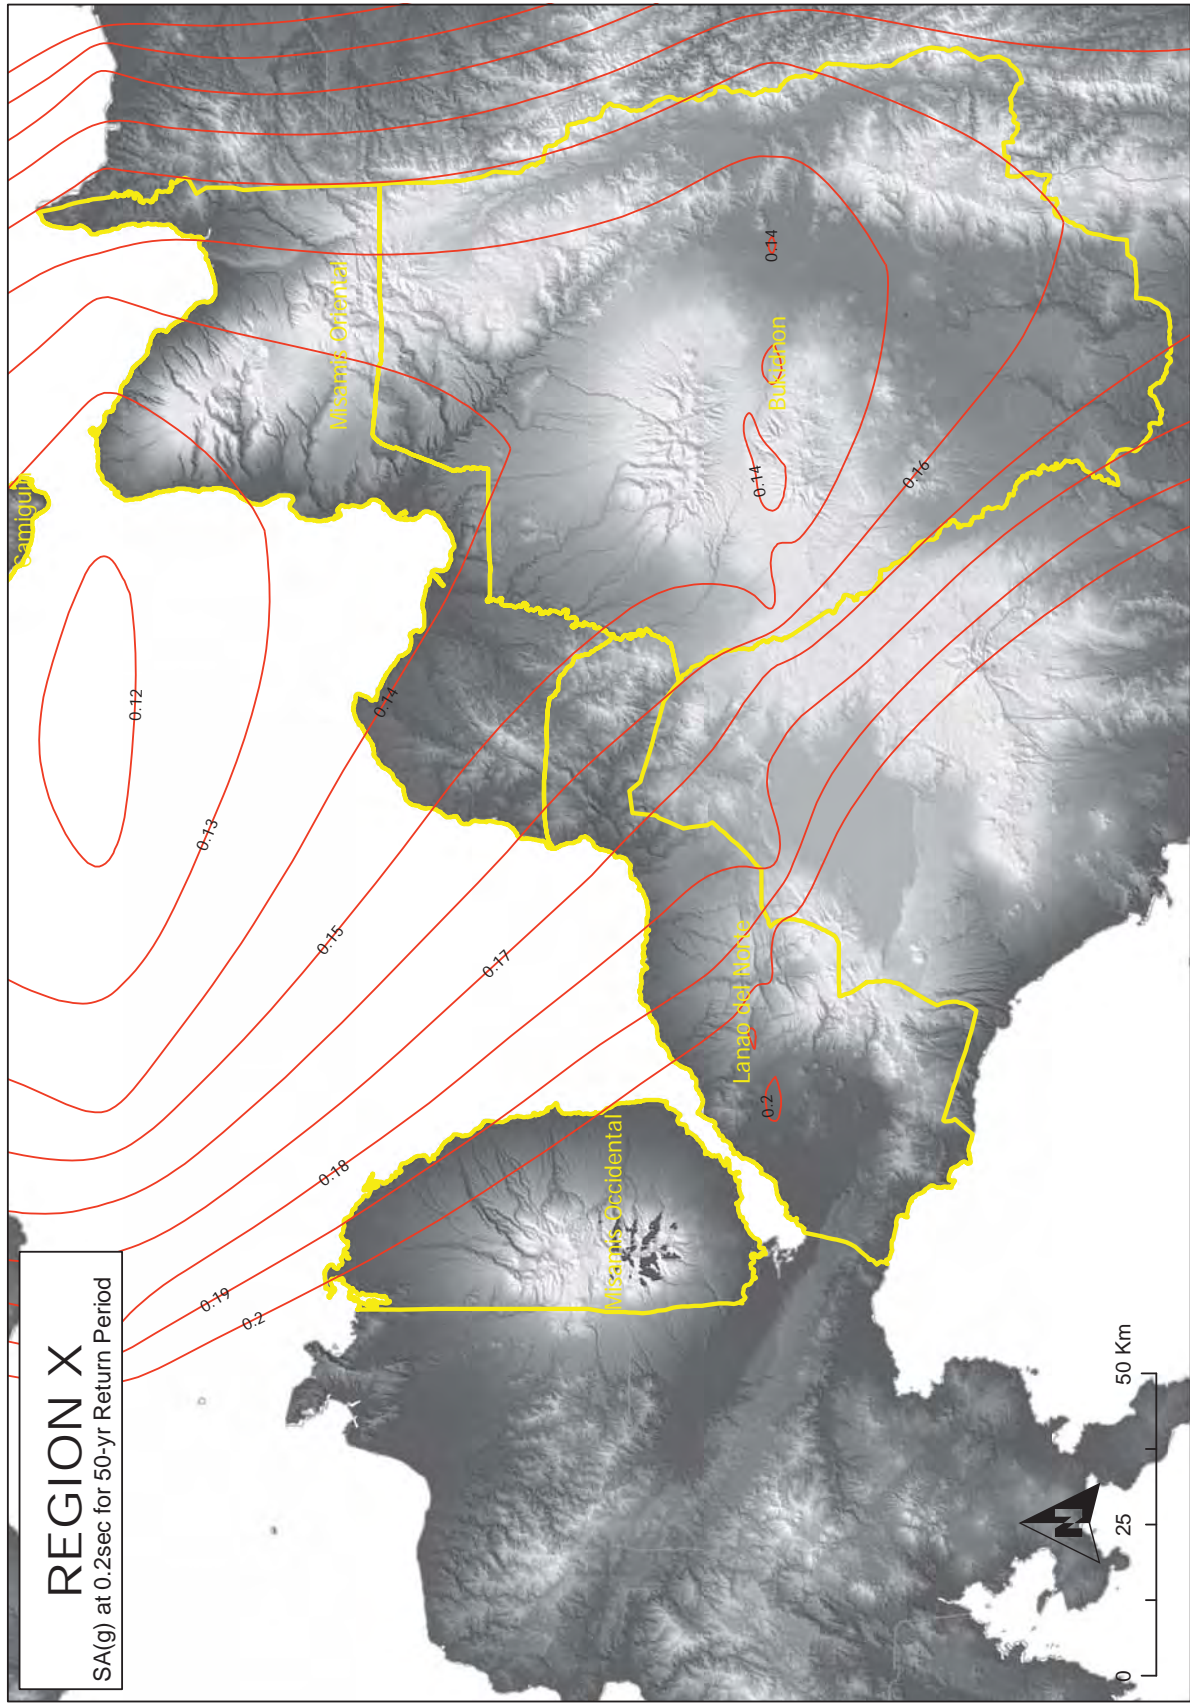 REGION X
SA(g) at 0.2sec for 50-yr Return Period
Camiguin
Misamis Oriental
Bukidnon
Lanao del Norte
Misamis Occidental
0.12
0.13
0.14
0.15
0.17
0.18
0.19
0.2
0.2
0.14
0.14
0.16
N
0
25
50 Km